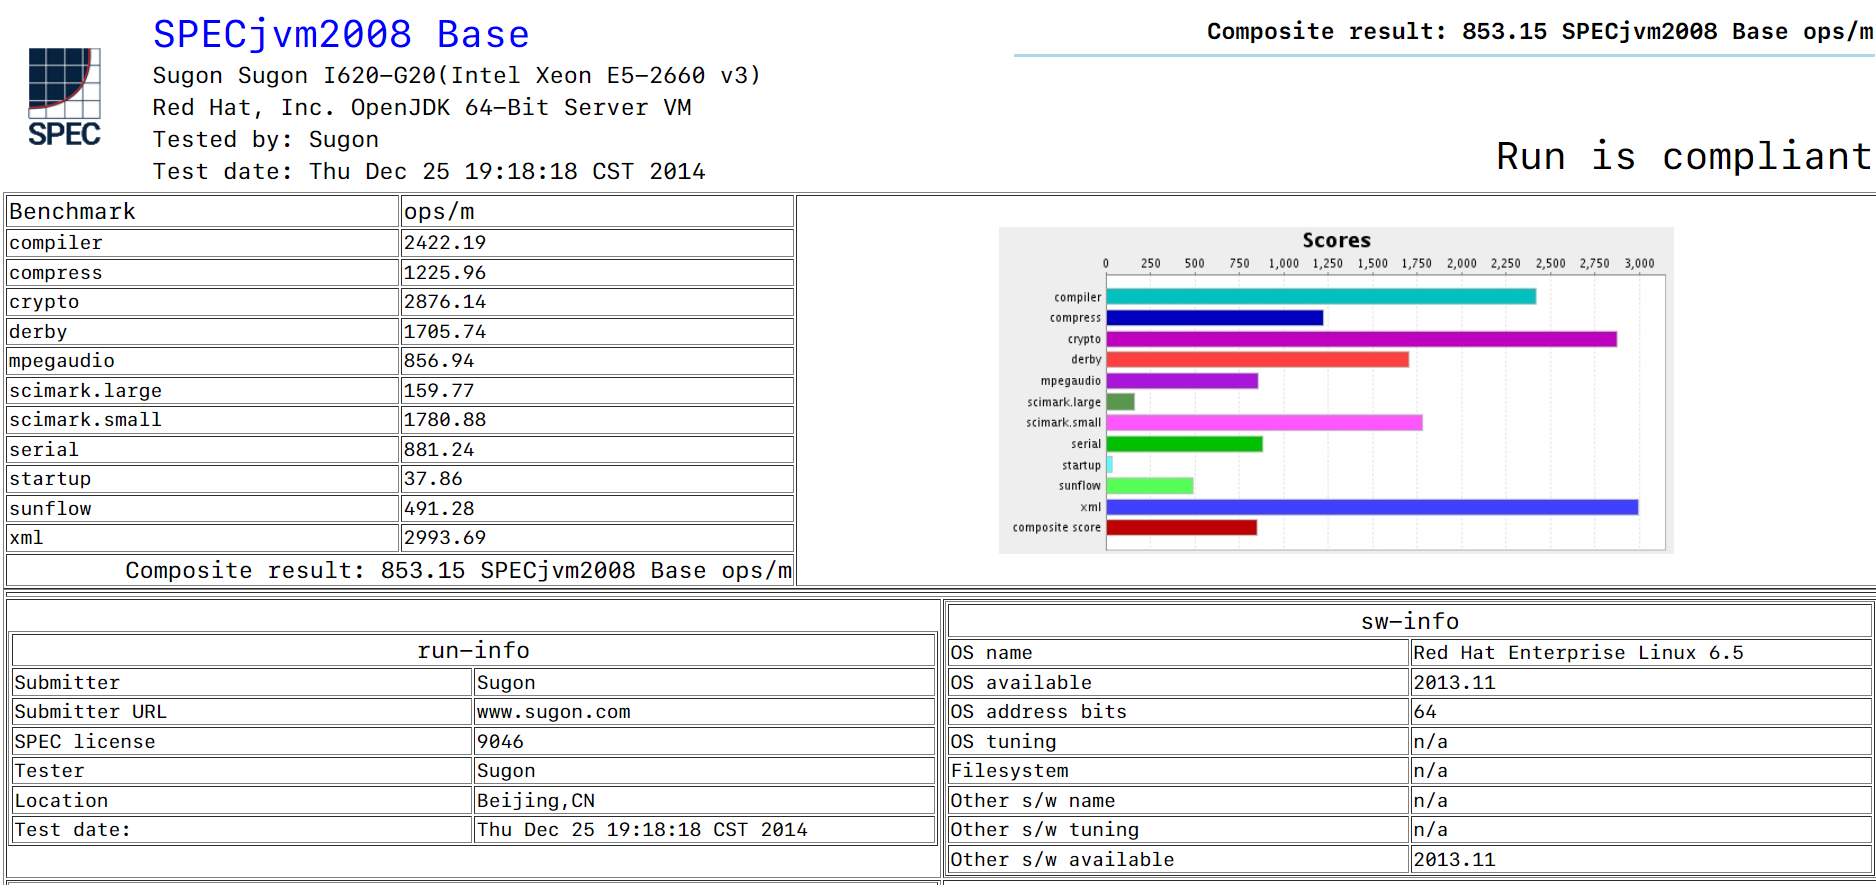 SPECjvm2008 Base
Composite result: 853.15 SPECjvm2008 Base ops/m
SPEC
Sugon Sugon I620-G20(Intel Xeon E5-2660 v3)
Red Hat, Inc. OpenJDK 64-Bit Server VM
Tested by: Sugon
Test date: Thu Dec 25 19:18:18 CST 2014
Run is compliant
Benchmark ops/m
compiler 2422.19
compress 1225.96
crypto 2876.14
derby 1705.74
mpegaudio 856.94
scimark.large 159.77
scimark.small 1780.88
serial 881.24
startup 37.86
sunflow 491.28
xml 2993.69
Composite result: 853.15 SPECjvm2008 Base ops/m
Scores
0 250 500 750 1,000 1,250 1,500 1,750 2,000 2,250 2,500 2,750 3,000
compiler
compress
crypto
derby
mpegaudio
scimark.large
scimark.small
serial
startup
sunflow
xml
composite score
run-info
Submitter Sugon
Submitter URL www.sugon.com
SPEC license 9046
Tester Sugon
Location Beijing,CN
Test date: Thu Dec 25 19:18:18 CST 2014
sw-info
OS name Red Hat Enterprise Linux 6.5
OS available 2013.11
OS address bits 64
OS tuning n/a
Filesystem n/a
Other s/w name n/a
Other s/w tuning n/a
Other s/w available 2013.11